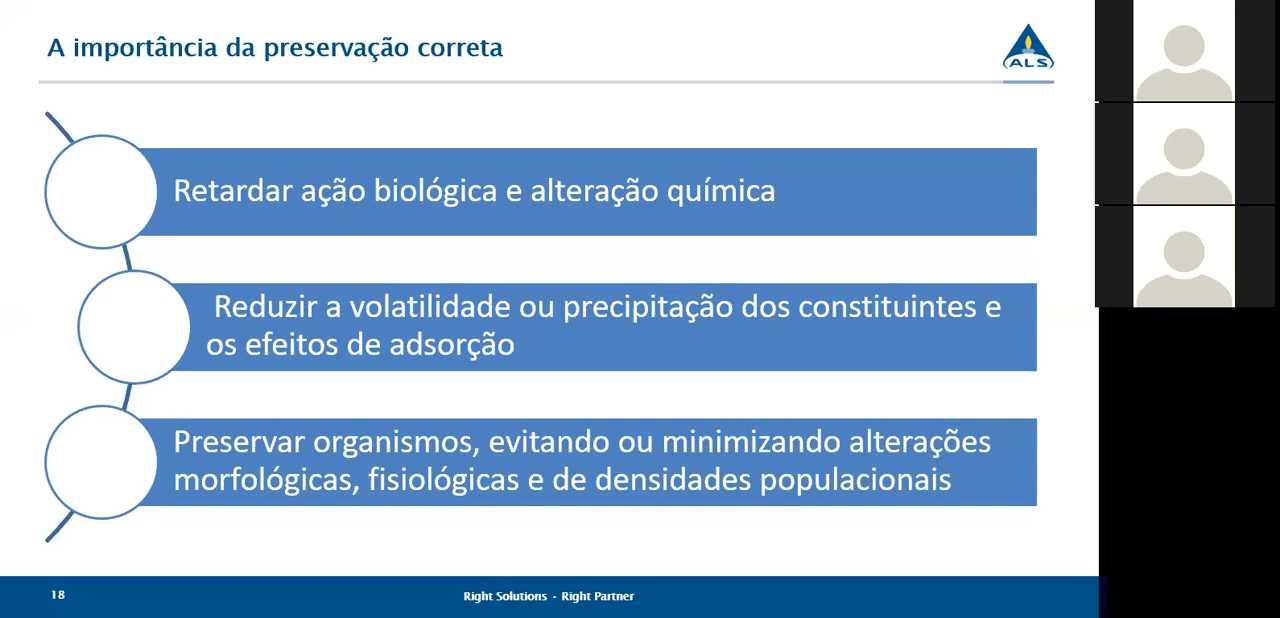 A importância da preservação correta
ALS
Retardar ação biológica e alteração química
Reduzir a volatilidade ou precipitação dos constituintes e
os efeitos de adsorção
Preservar organismos, evitando ou minimizando alterações
morfológicas, fisiológicas e de densidades populacionais
18
Right Solutions - Right Partner